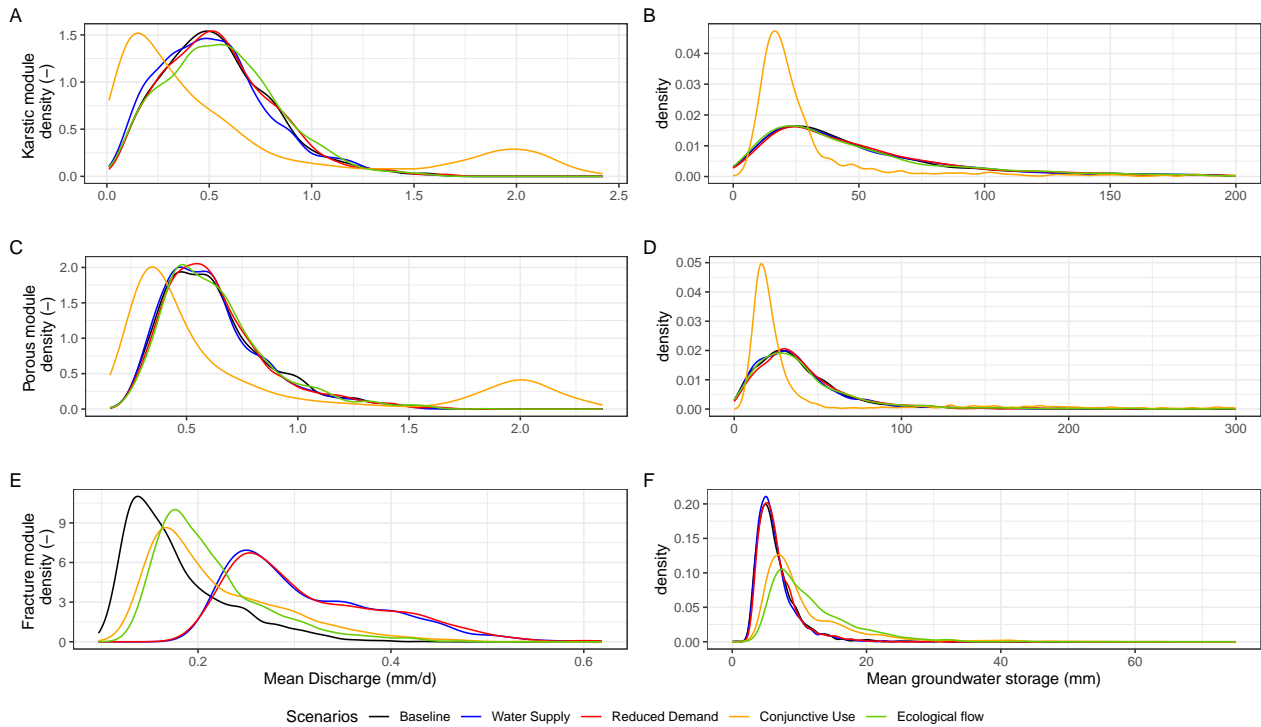 A
Karstic module
density (−)
1.5
1.0
0.5
0.0
0.0 0.5 1.0 1.5 2.0 2.5
B
density
0.04
0.03
0.02
0.01
0.00
0 50 100 150 200
C
Porous module
density (−)
2.0
1.5
1.0
0.5
0.0
0.5 1.0 1.5 2.0
D
density
0.05
0.04
0.03
0.02
0.01
0.00
0 100 200 300
E
Fracture module
density (−)
9
6
3
0
0.2 0.4 0.6
Mean Discharge (mm/d)
F
density
0.20
0.15
0.10
0.05
0.00
0 20 40 60
Mean groundwater storage (mm)
Scenarios Baseline Water Supply Reduced Demand Conjunctive Use Ecological flow